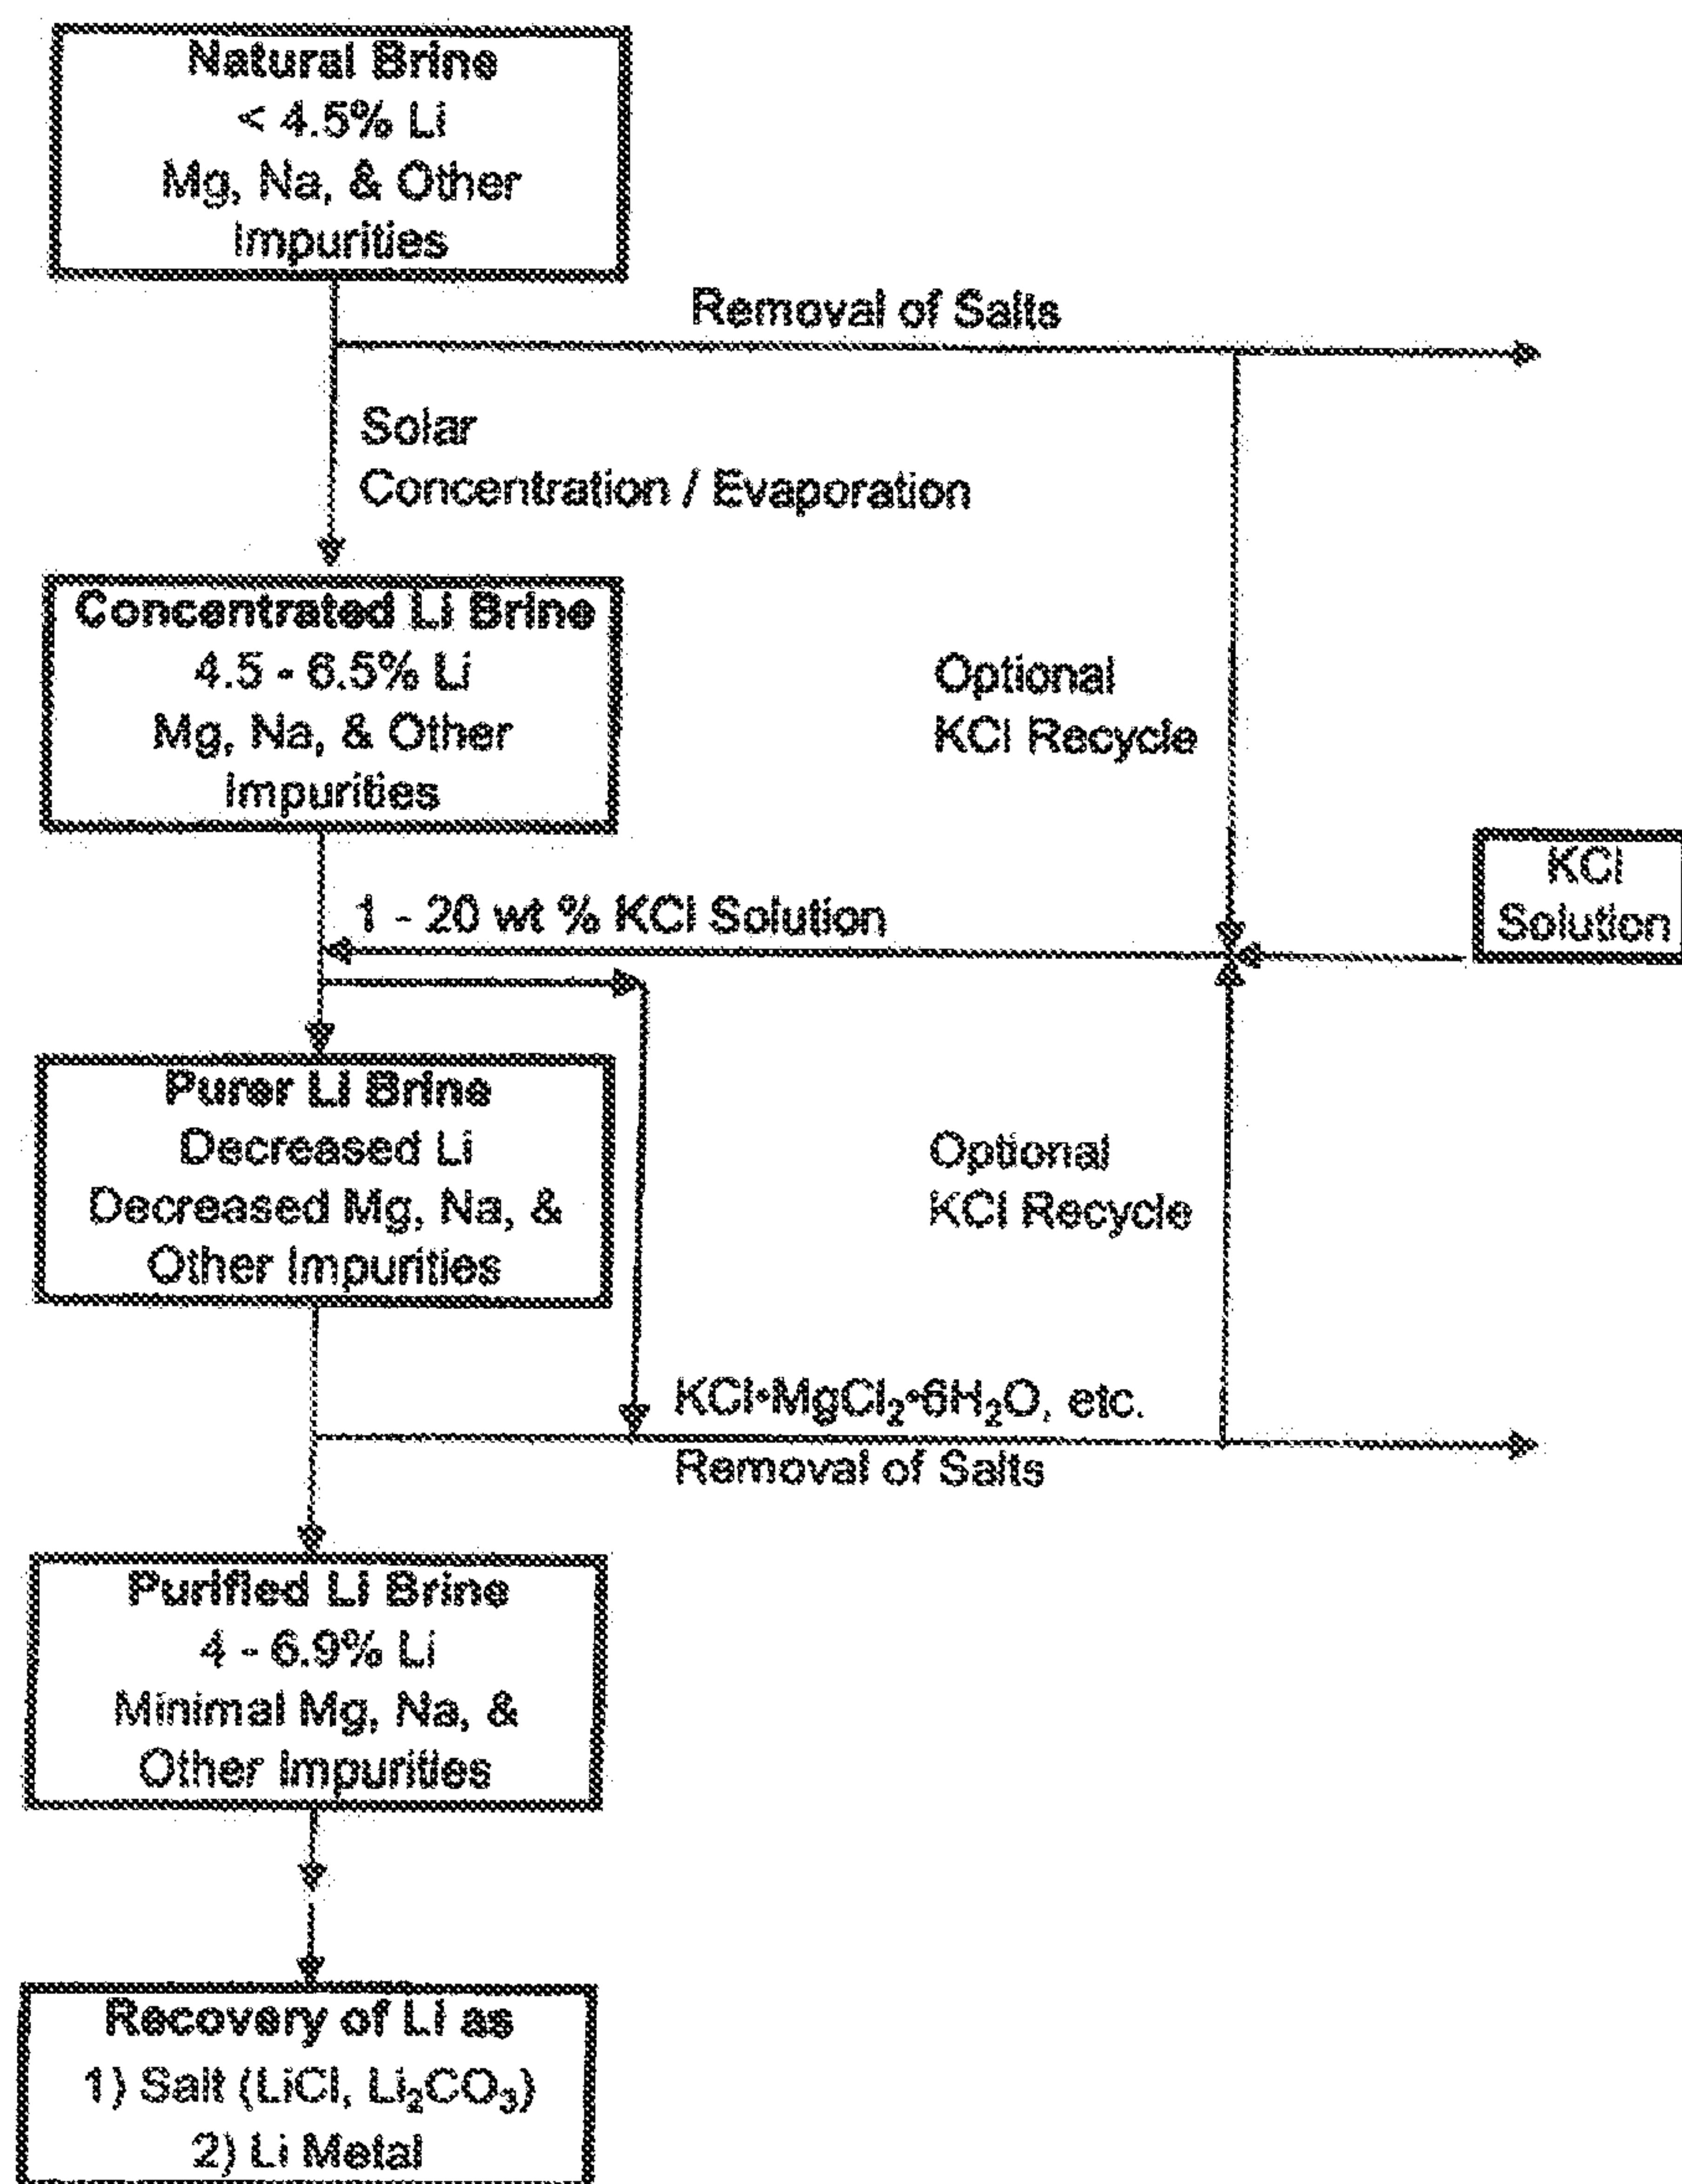 Natural Brine
< 4.5% Li
Mg, Na, & Other
Impurities
Removal of Salts
Solar
Concentration / Evaporation
Concentrated Li Brine
4.5 - 6.5% Li
Mg, Na, & Other
Impurities
Optional
KCl Recycle
KCl
Solution
1 - 20 wt % KCl Solution
Purer Li Brine
Decreased Li
Decreased Mg, Na, &
Other Impurities
Optional
KCl Recycle
KCl•MgCl₂•6H₂O, etc.
Removal of Salts
Purified Li Brine
4 - 6.9% Li
Minimal Mg, Na, &
Other Impurities
Recovery of Li as
1) Salt (LiCl, Li₂CO₃)
2) Li Metal